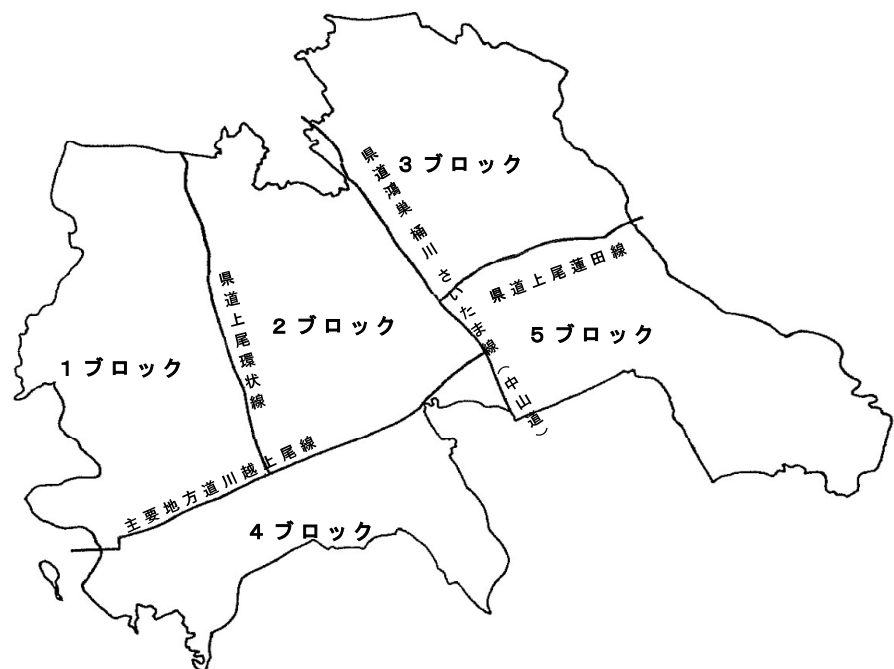 3ブロック
県道鴻巣桶川さいたま線(中山道)
県道上尾蓮田線
県道上尾環状線
2ブロック
5ブロック
1ブロック
主要地方道川越上尾線
4ブロック